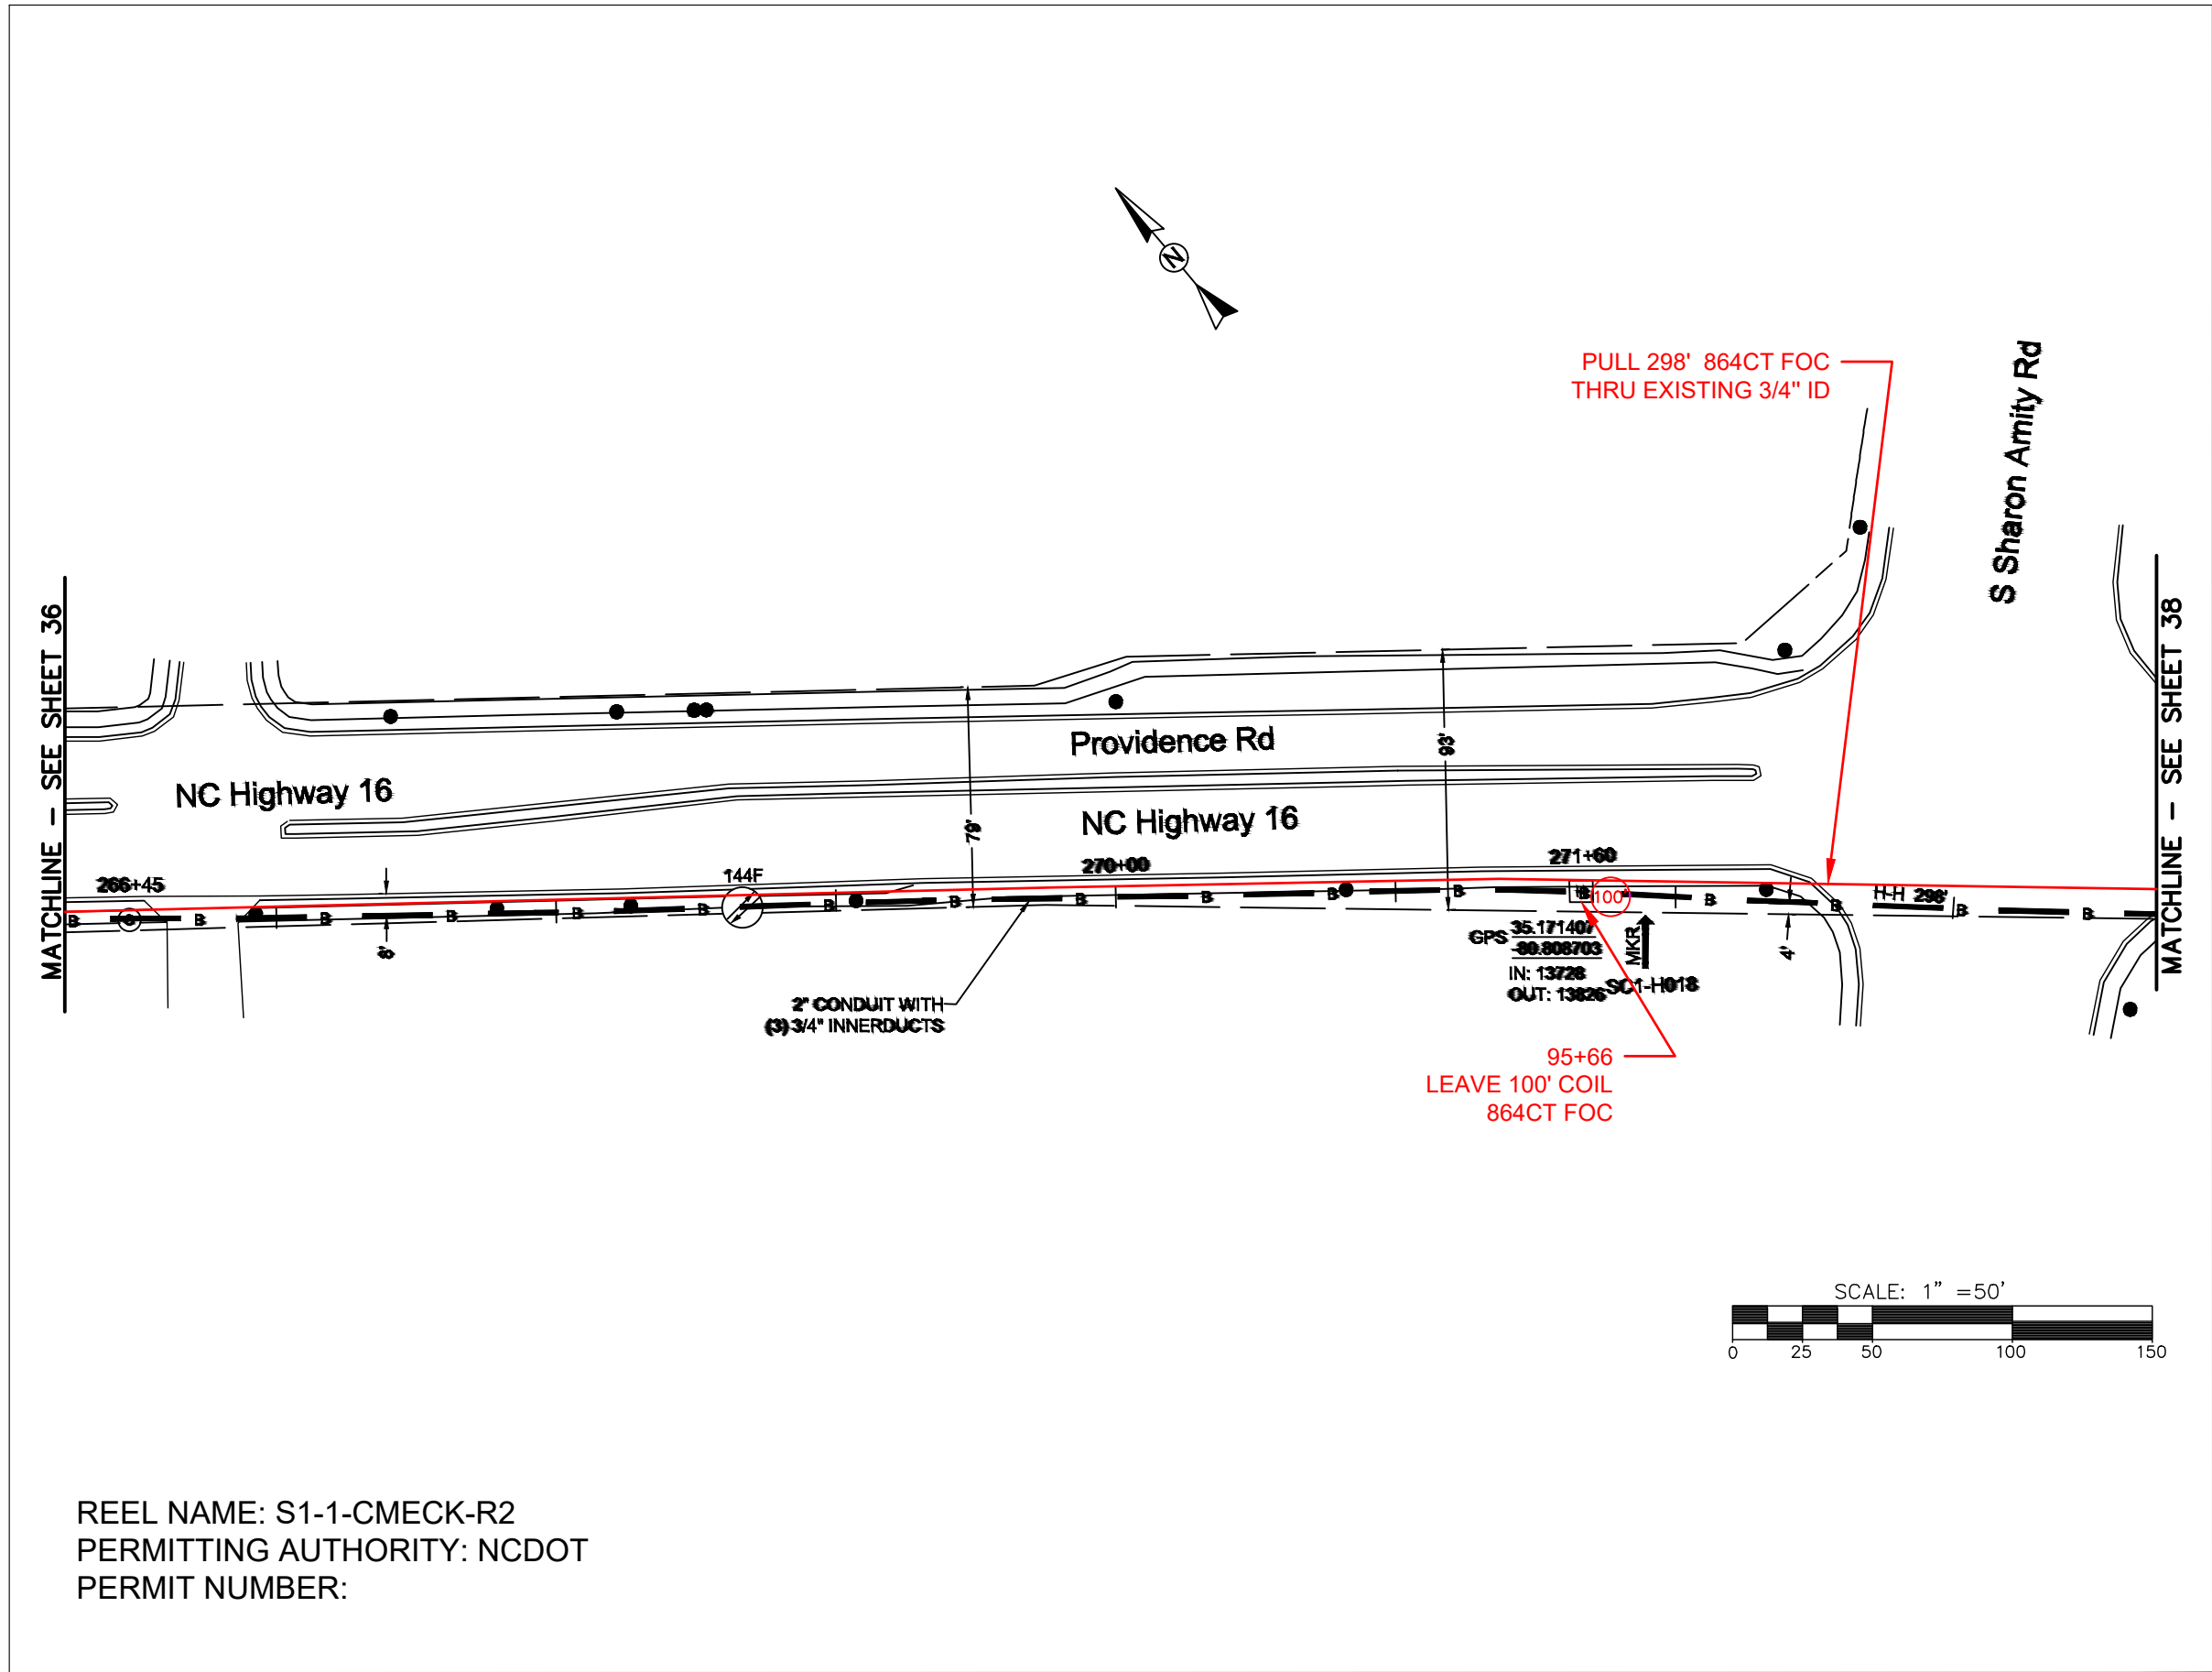 N
PULL 298' 864CT FOC
THRU EXISTING 3/4" ID
S Sharon Amity Rd
MATCHLINE - SEE SHEET 36
MATCHLINE - SEE SHEET 38
Providence Rd
93'
NC Highway 16
79'
NC Highway 16
266+45
144F
270+00
271+60
B B B B B B B B B B B B B B B B B
H
100'
H-H 298'
8'
4'
GPS 35.171407
-80.808703
MKR
IN: 13728
OUT: 13826
SC1-H018
2" CONDUIT WITH
(3) 3/4" INNERDUCTS
95+66
LEAVE 100' COIL
864CT FOC
SCALE: 1" =50'
0 25 50 100 150
REEL NAME: S1-1-CMECK-R2
PERMITTING AUTHORITY: NCDOT
PERMIT NUMBER: